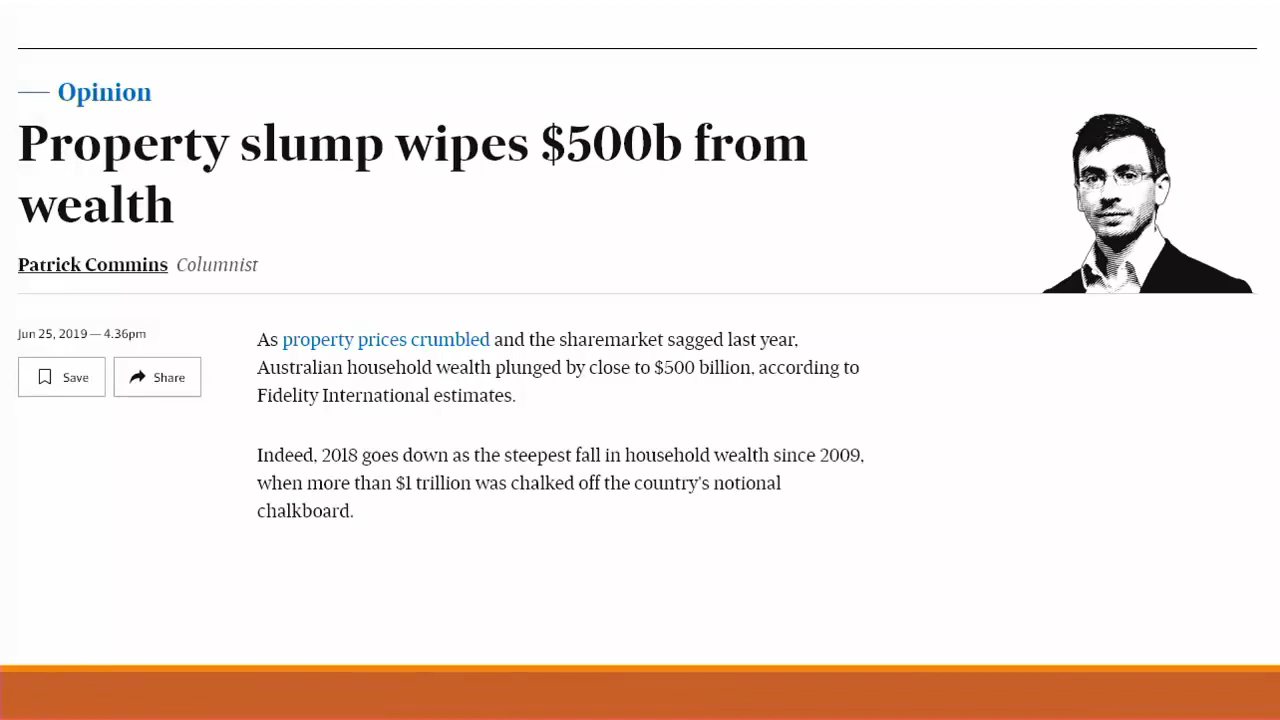 Opinion
Property slump wipes $500b from
wealth
Patrick Commins Columnist
Jun 25, 2019 — 4.36pm
Save
Share
As property prices crumbled and the sharemarket sagged last year,
Australian household wealth plunged by close to $500 billion, according to
Fidelity International estimates.
Indeed, 2018 goes down as the steepest fall in household wealth since 2009,
when more than $1 trillion was chalked off the country's notional
chalkboard.